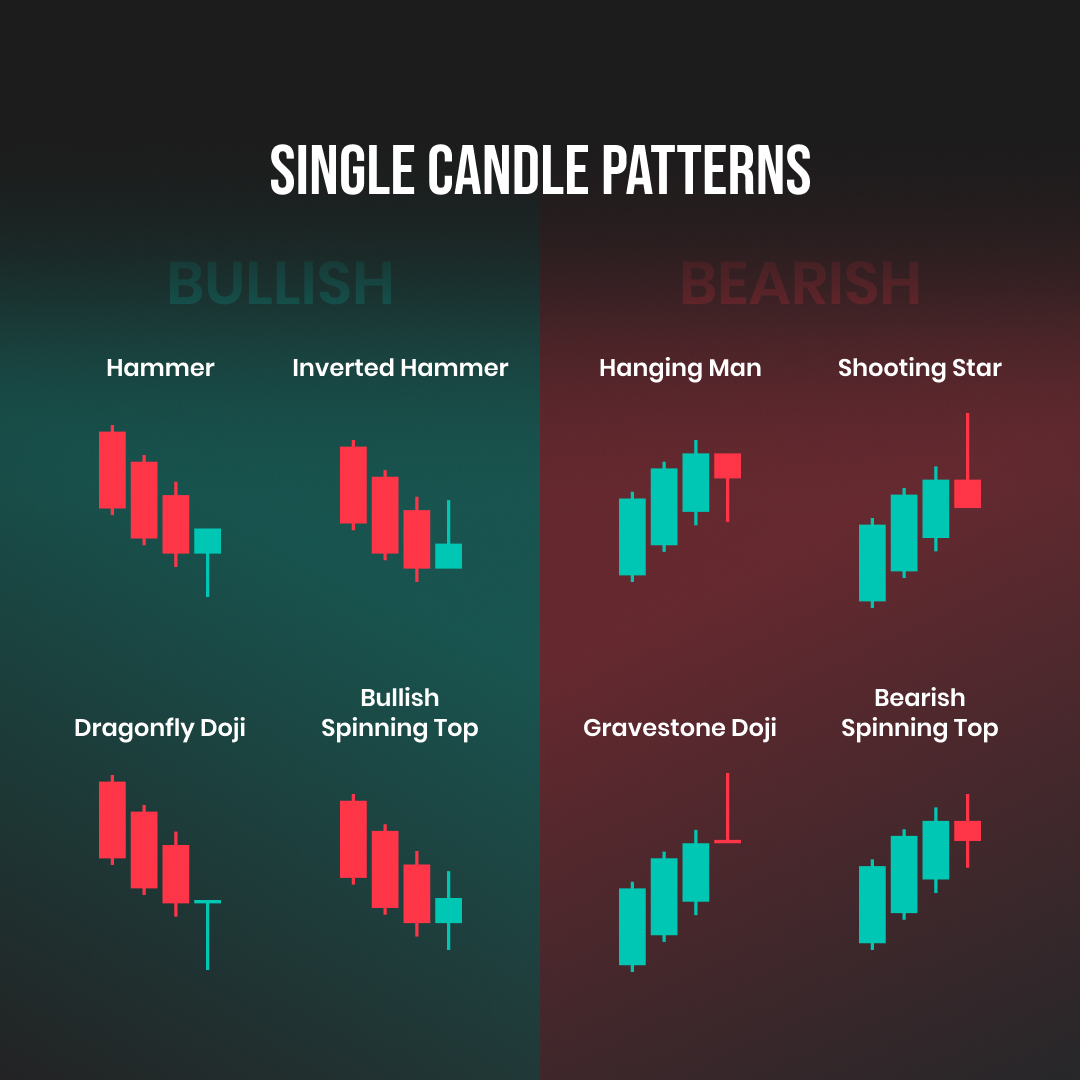 SINGLE CANDLE PATTERNS
BULLISH
BEARISH
Hammer
Inverted Hammer
Hanging Man
Shooting Star
Dragonfly Doji
Bullish
Spinning Top
Gravestone Doji
Bearish
Spinning Top